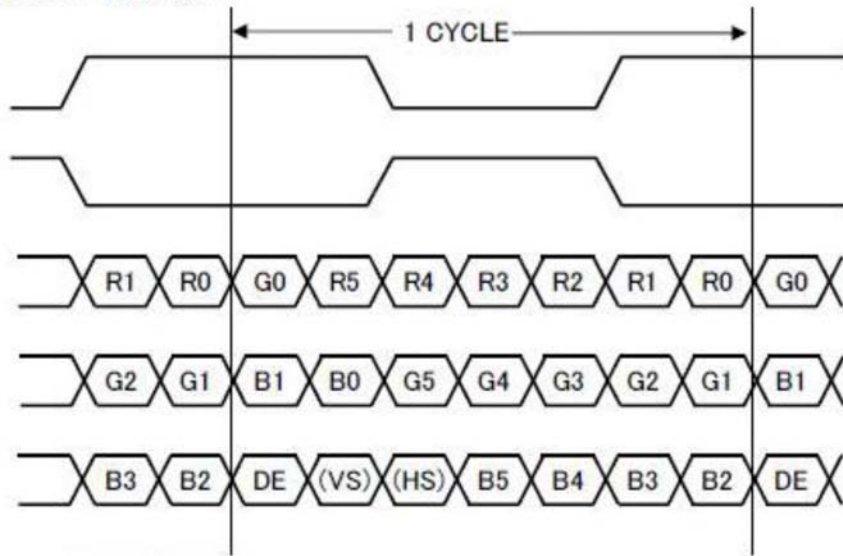 1 CYCLE
R1 R0 G0 R5 R4 R3 R2 R1 R0 G0
G2 G1 B1 B0 G5 G4 G3 G2 G1 B1
B3 B2 DE (VS) (HS) B5 B4 B3 B2 DE